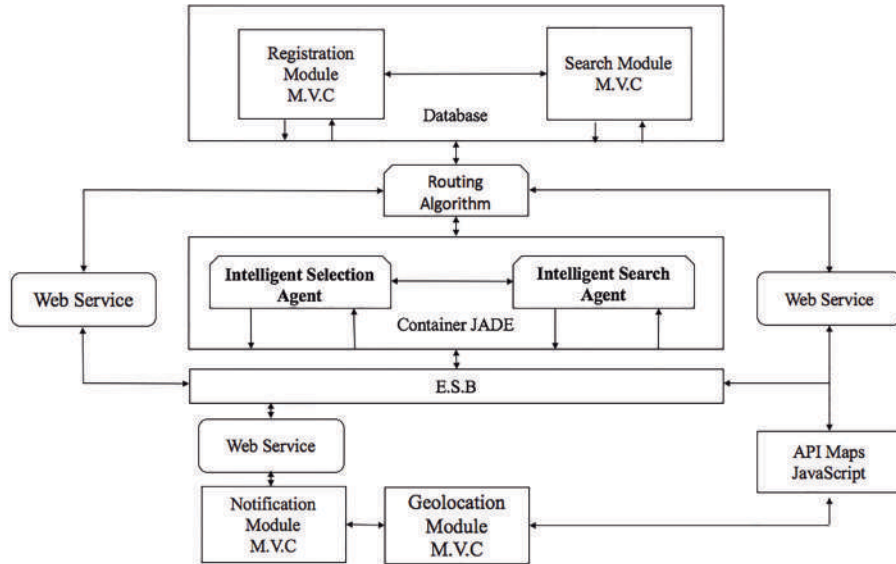 Registration
Module
M.V.C
Search Module
M.V.C
Database
Routing
Algorithm
Intelligent Selection
Agent
Intelligent Search
Agent
Container JADE
Web Service
Web Service
E.S.B
Web Service
API Maps
JavaScript
Notification
Module
M.V.C
Geolocation
Module
M.V.C